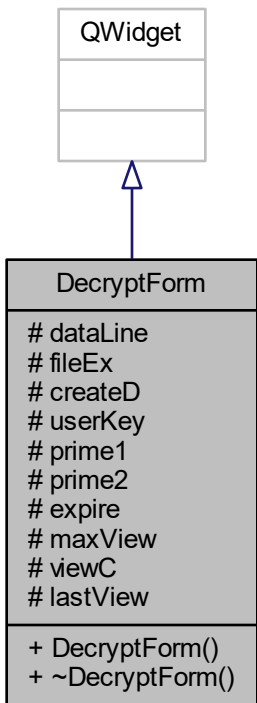 QWidget
DecryptForm
# dataLine
# fileEx
# createD
# userKey
# prime1
# prime2
# expire
# maxView
# viewC
# lastView
+ DecryptForm()
+ ~DecryptForm()